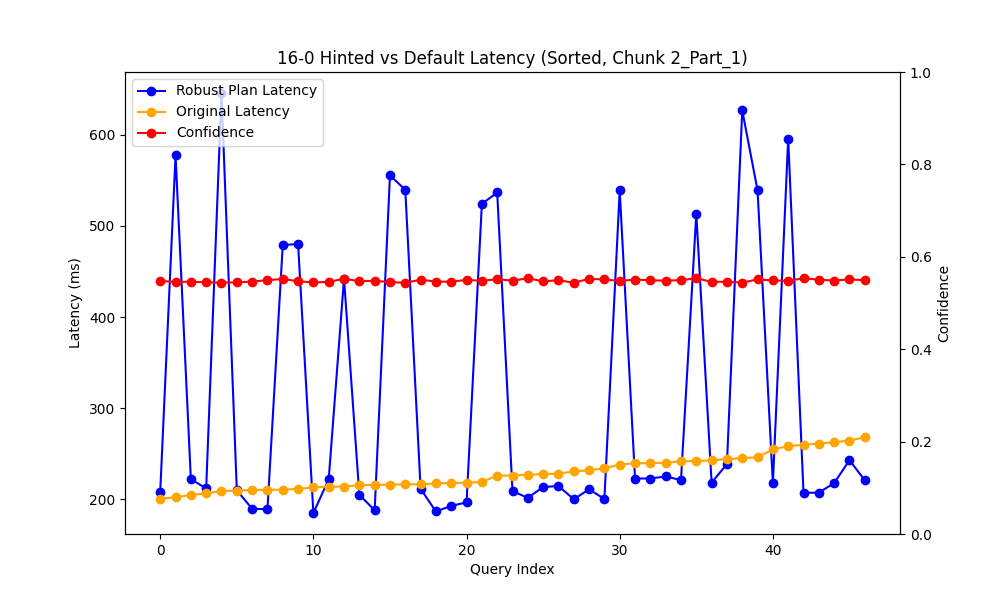 16-0 Hinted vs Default Latency (Sorted, Chunk 2_Part_1)
Robust Plan Latency
Original Latency
Confidence
Latency (ms)
600
500
400
300
200
1.0
0.8
0.6
0.4
0.2
0.0
Confidence
0 10 20 30 40
Query Index